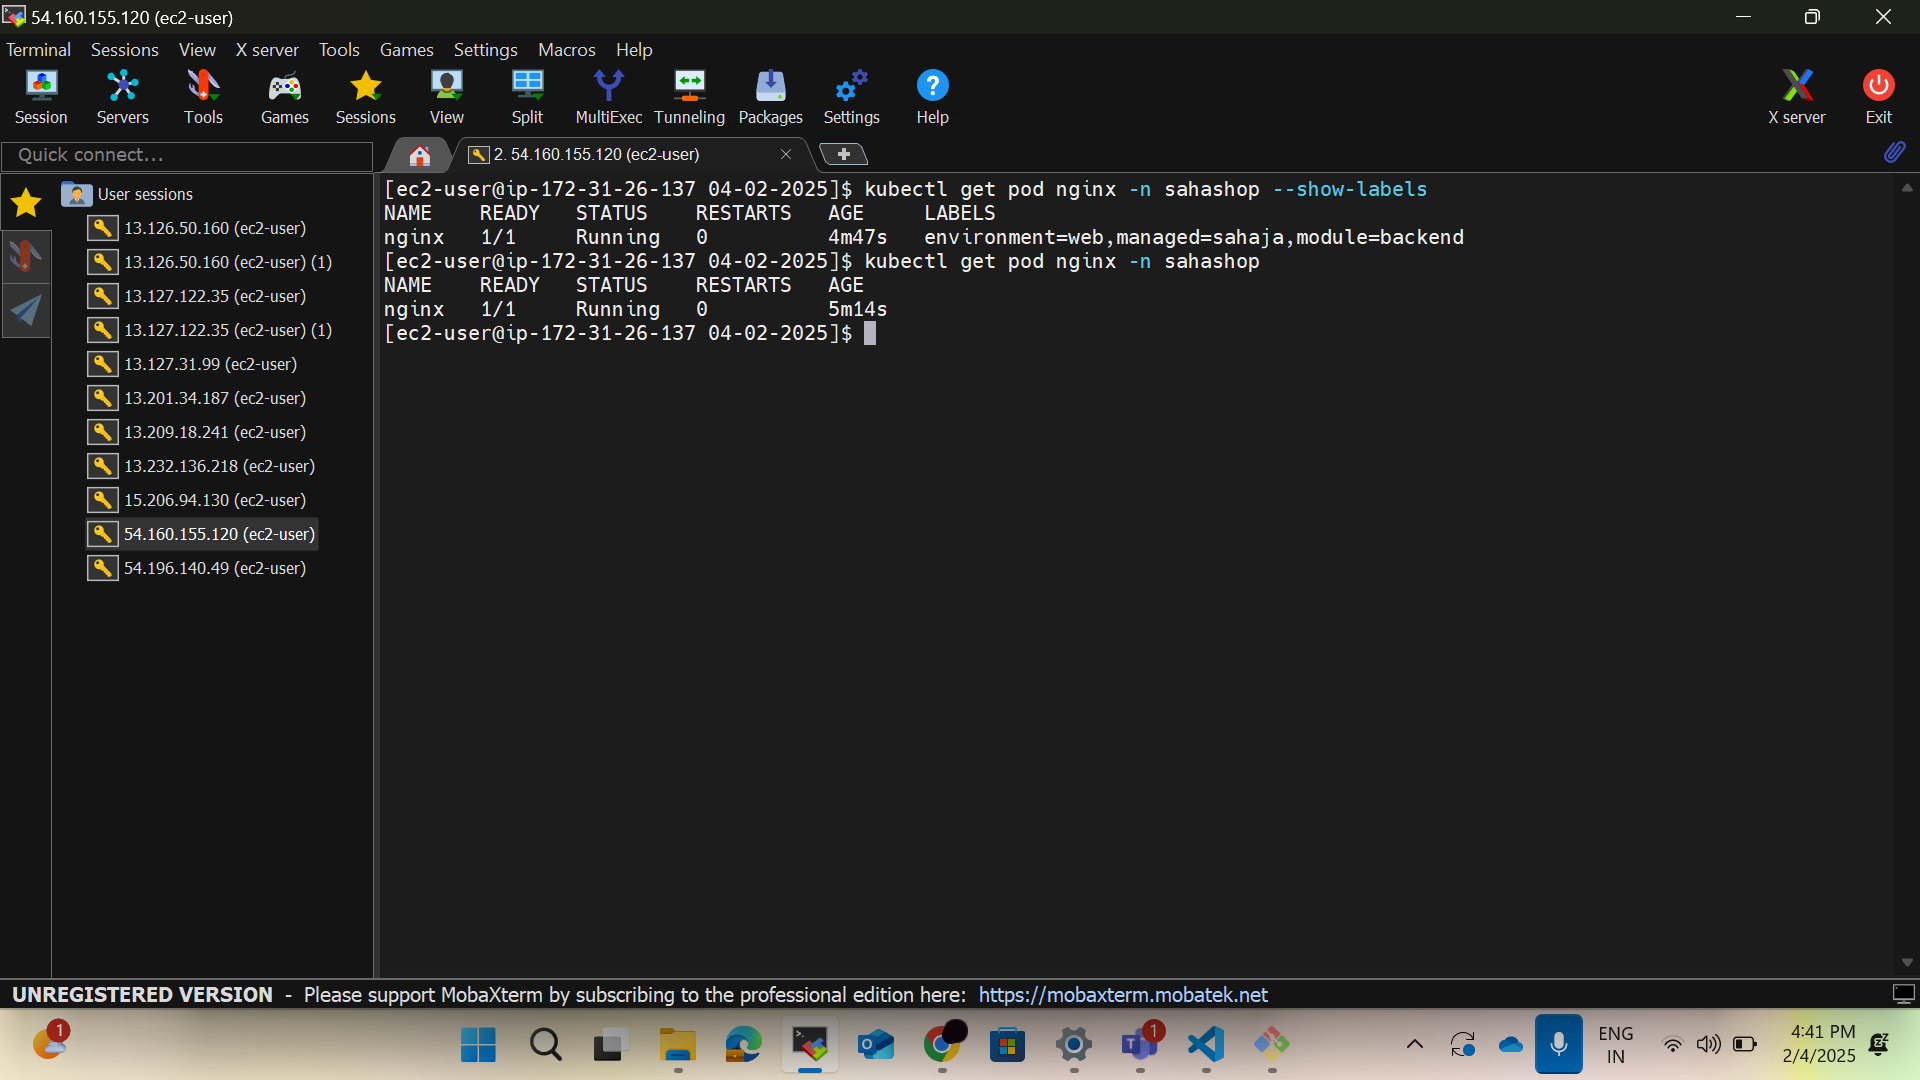 54.160.155.120 (ec2-user)
Terminal Sessions View X server Tools Games Settings Macros Help
Session Servers Tools Games Sessions View Split MultiExec Tunneling Packages Settings Help X server Exit
Quick connect...
2. 54.160.155.120 (ec2-user)
User sessions
13.126.50.160 (ec2-user)
13.126.50.160 (ec2-user) (1)
13.127.122.35 (ec2-user)
13.127.122.35 (ec2-user) (1)
13.127.31.99 (ec2-user)
13.201.34.187 (ec2-user)
13.209.18.241 (ec2-user)
13.232.136.218 (ec2-user)
15.206.94.130 (ec2-user)
54.160.155.120 (ec2-user)
54.196.140.49 (ec2-user)
[ec2-user@ip-172-31-26-137 04-02-2025]$ kubectl get pod nginx -n sahashop --show-labels
NAME READY STATUS RESTARTS AGE LABELS
nginx 1/1 Running 0 4m47s environment=web,managed=sahaja,module=backend
[ec2-user@ip-172-31-26-137 04-02-2025]$ kubectl get pod nginx -n sahashop
NAME READY STATUS RESTARTS AGE
nginx 1/1 Running 0 5m14s
[ec2-user@ip-172-31-26-137 04-02-2025]$
UNREGISTERED VERSION - Please support MobaXterm by subscribing to the professional edition here: https://mobaxterm.mobatek.net
1
1
ENG
IN
4:41 PM
2/4/2025